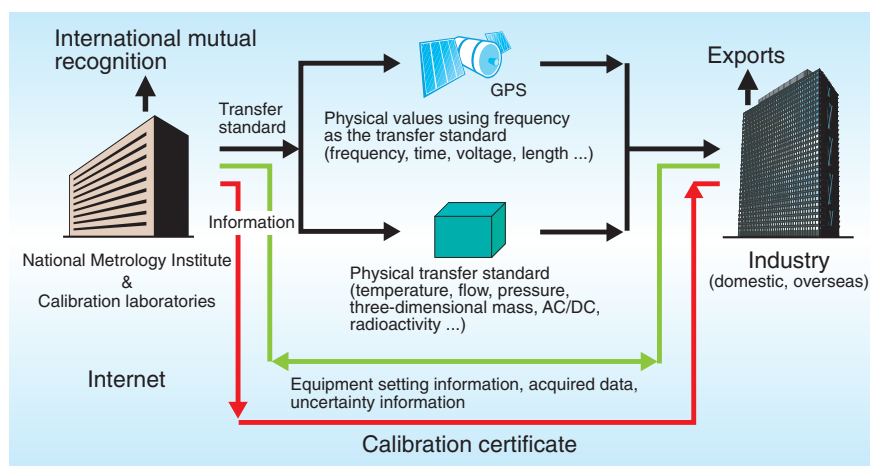 International mutual
recognition
Transfer
standard
GPS
Physical values using frequency
as the transfer standard
(frequency, time, voltage, length ...)
Exports
Information
National Metrology Institute
&
Calibration laboratories
Physical transfer standard
(temperature, flow, pressure,
three-dimensional mass, AC/DC,
radioactivity ...)
Industry
(domestic, overseas)
Internet
Equipment setting information, acquired data,
uncertainty information
Calibration certificate